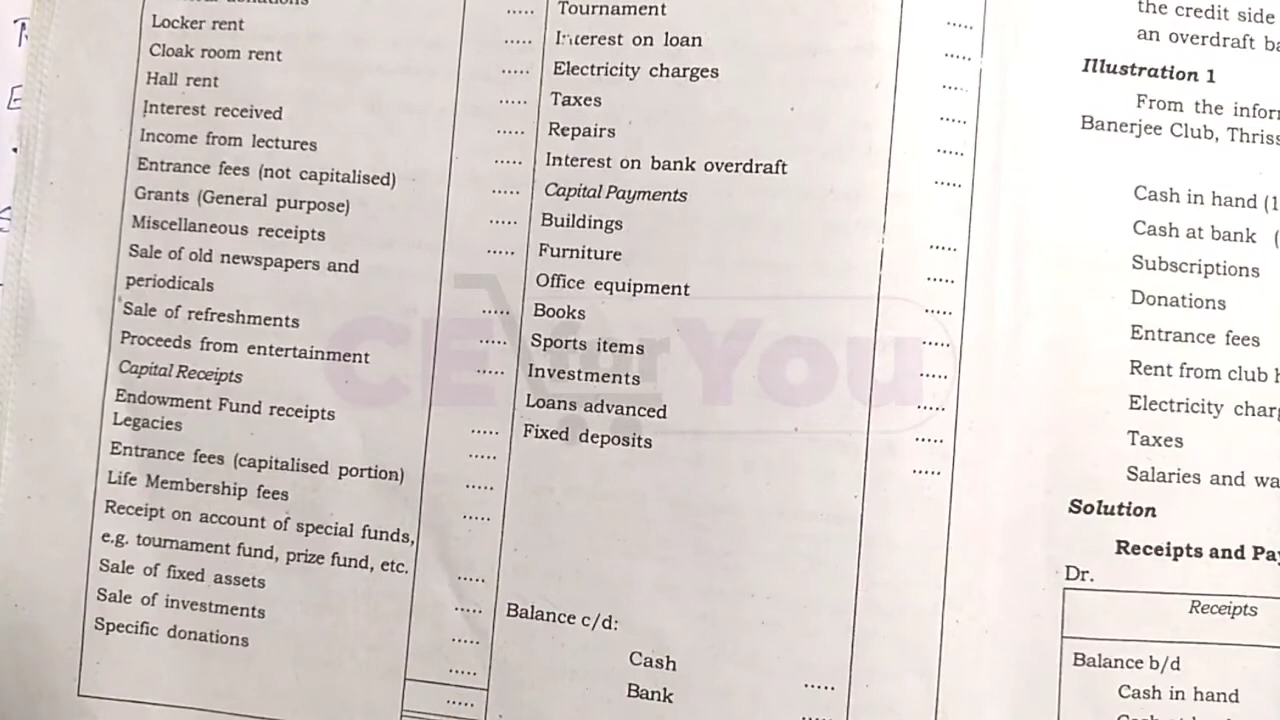 Locker rent
Cloak room rent
Hall rent
Interest received
Income from lectures
Entrance fees (not capitalised)
Grants (General purpose)
Miscellaneous receipts
Sale of old newspapers and
periodicals
Sale of refreshments
Proceeds from entertainment
Capital Receipts
Endowment Fund receipts
Legacies
Entrance fees (capitalised portion)
Life Membership fees
Receipt on account of special funds,
e.g. tournament fund, prize fund, etc.
Sale of fixed assets
Sale of investments
Specific donations
Tournament
Interest on loan
Electricity charges
Taxes
Repairs
Interest on bank overdraft
Capital Payments
Buildings
Furniture
Office equipment
Books
Sports items
Investments
Loans advanced
Fixed deposits
Balance c/d:
Cash
Bank
the credit side
an overdraft
Illustration 1
From the
Banerjee Club,
Cash in hand
Cash at bank
Subscriptions
Donations
Entrance fees
Rent from club
Electricity
Taxes
Salaries and
Solution
Receipts and
Dr.
Receipts
Balance b/d
Cash in hand
CE for You